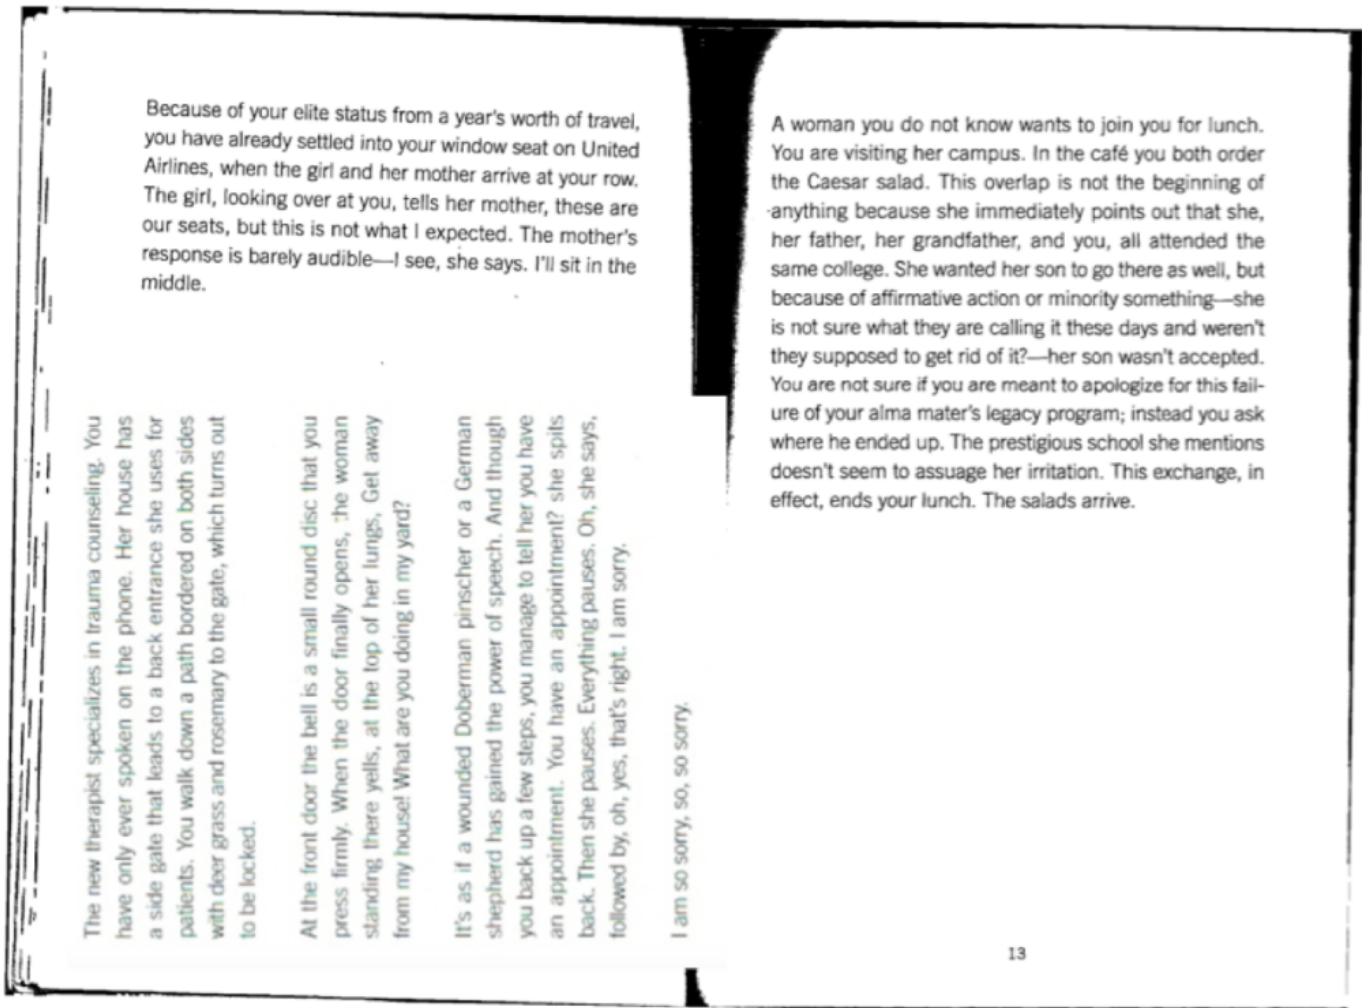 Because of your elite status from a year's worth of travel,
you have already settled into your window seat on United
Airlines, when the girl and her mother arrive at your row.
The girl, looking over at you, tells her mother, these are
our seats, but this is not what I expected. The mother's
response is barely audible—I see, she says. I'll sit in the
middle.
The new therapist specializes in trauma counseling. You
have only ever spoken on the phone. Her house has
a side gate that leads to a back entrance she uses for
patients. You walk down a path bordered on both sides
with deer grass and rosemary to the gate, which turns out
to be locked.
At the front door the bell is a small round disc that you
press firmly. When the door finally opens, the woman
standing there yells, at the top of her lungs, Get away
from my house! What are you doing in my yard?
It's as if a wounded Doberman pinscher or a German
shepherd has gained the power of speech. And though
you back up a few steps, you manage to tell her you have
an appointment. You have an appointment? she spits
back. Then she pauses. Everything pauses. Oh, she says,
followed by, oh, yes, that's right. I am sorry.
I am so sorry, so, so sorry.
A woman you do not know wants to join you for lunch.
You are visiting her campus. In the café you both order
the Caesar salad. This overlap is not the beginning of
anything because she immediately points out that she,
her father, her grandfather, and you, all attended the
same college. She wanted her son to go there as well, but
because of affirmative action or minority something—she
is not sure what they are calling it these days and weren't
they supposed to get rid of it?—her son wasn't accepted.
You are not sure if you are meant to apologize for this fail-
ure of your alma mater's legacy program; instead you ask
where he ended up. The prestigious school she mentions
doesn't seem to assuage her irritation. This exchange, in
effect, ends your lunch. The salads arrive.
13